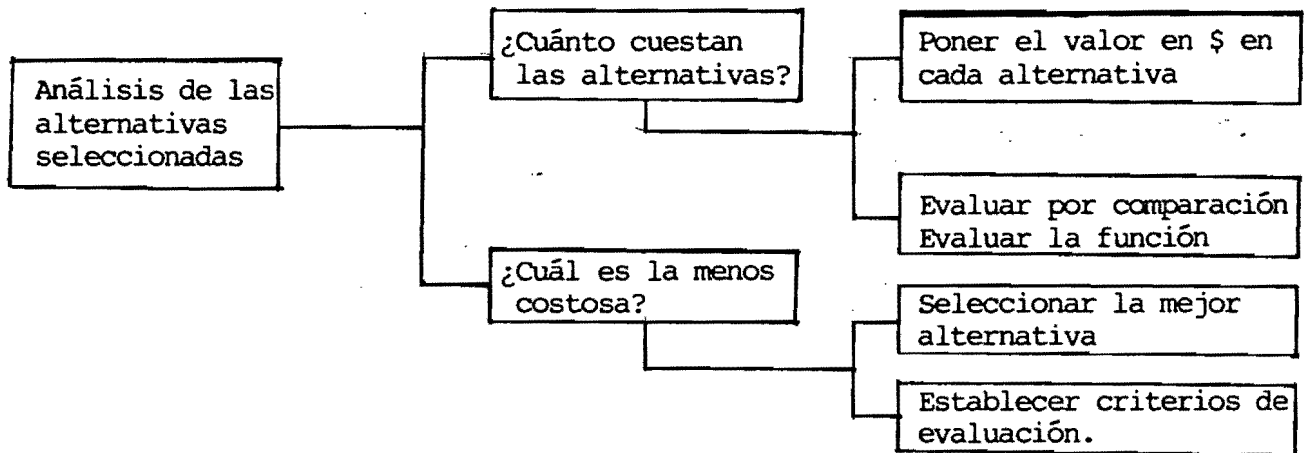 Análisis de las
alternativas
seleccionadas
¿Cuánto cuestan
las alternativas?
Poner el valor en $ en
cada alternativa
Evaluar por comparación
Evaluar la función
¿Cuál es la menos
costosa?
Seleccionar la mejor
alternativa
Establecer criterios de
evaluación.